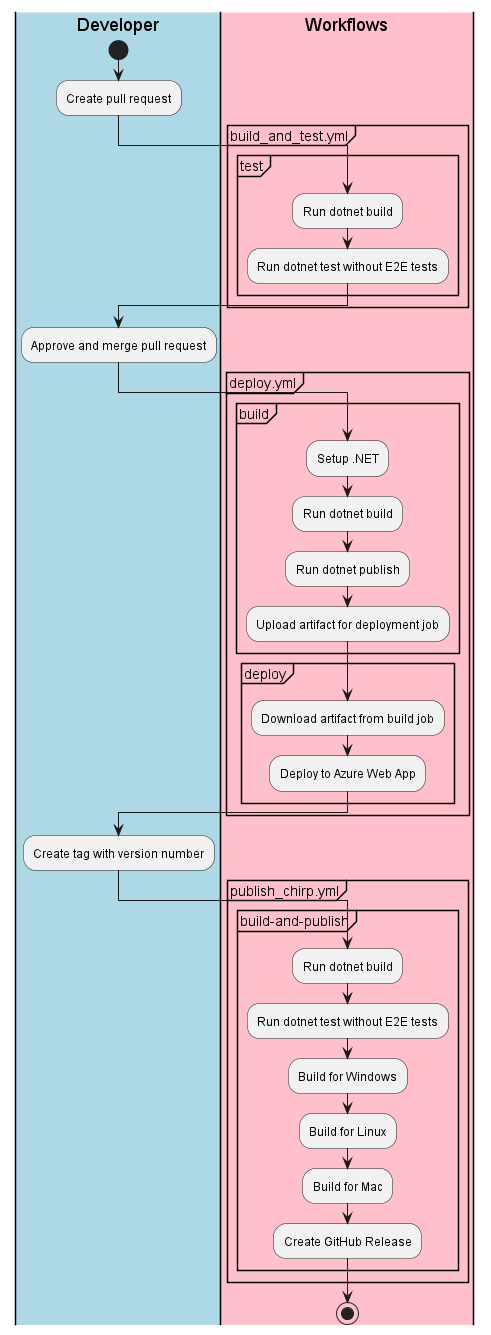 Developer
Workflows
Create pull request
build_and_test.yml
test
Run dotnet build
Run dotnet test without E2E tests
Approve and merge pull request
deploy.yml
build
Setup .NET
Run dotnet build
Run dotnet publish
Upload artifact for deployment job
deploy
Download artifact from build job
Deploy to Azure Web App
Create tag with version number
publish_chirp.yml
build-and-publish
Run dotnet build
Run dotnet test without E2E tests
Build for Windows
Build for Linux
Build for Mac
Create GitHub Release